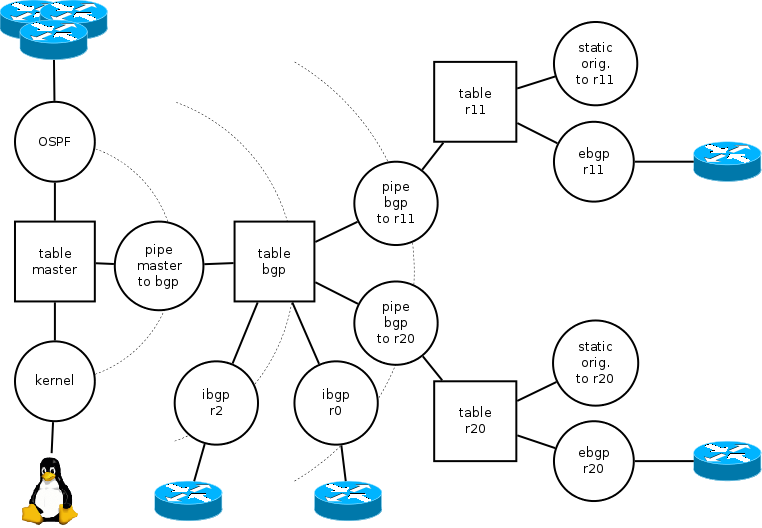 OSPF
table
master
kernel
pipe
master
to bgp
table
bgp
ibgp
r2
ibgp
r0
pipe
bgp
to r11
pipe
bgp
to r20
table
r11
static
orig.
to r11
ebgp
r11
table
r20
static
orig.
to r20
ebgp
r20